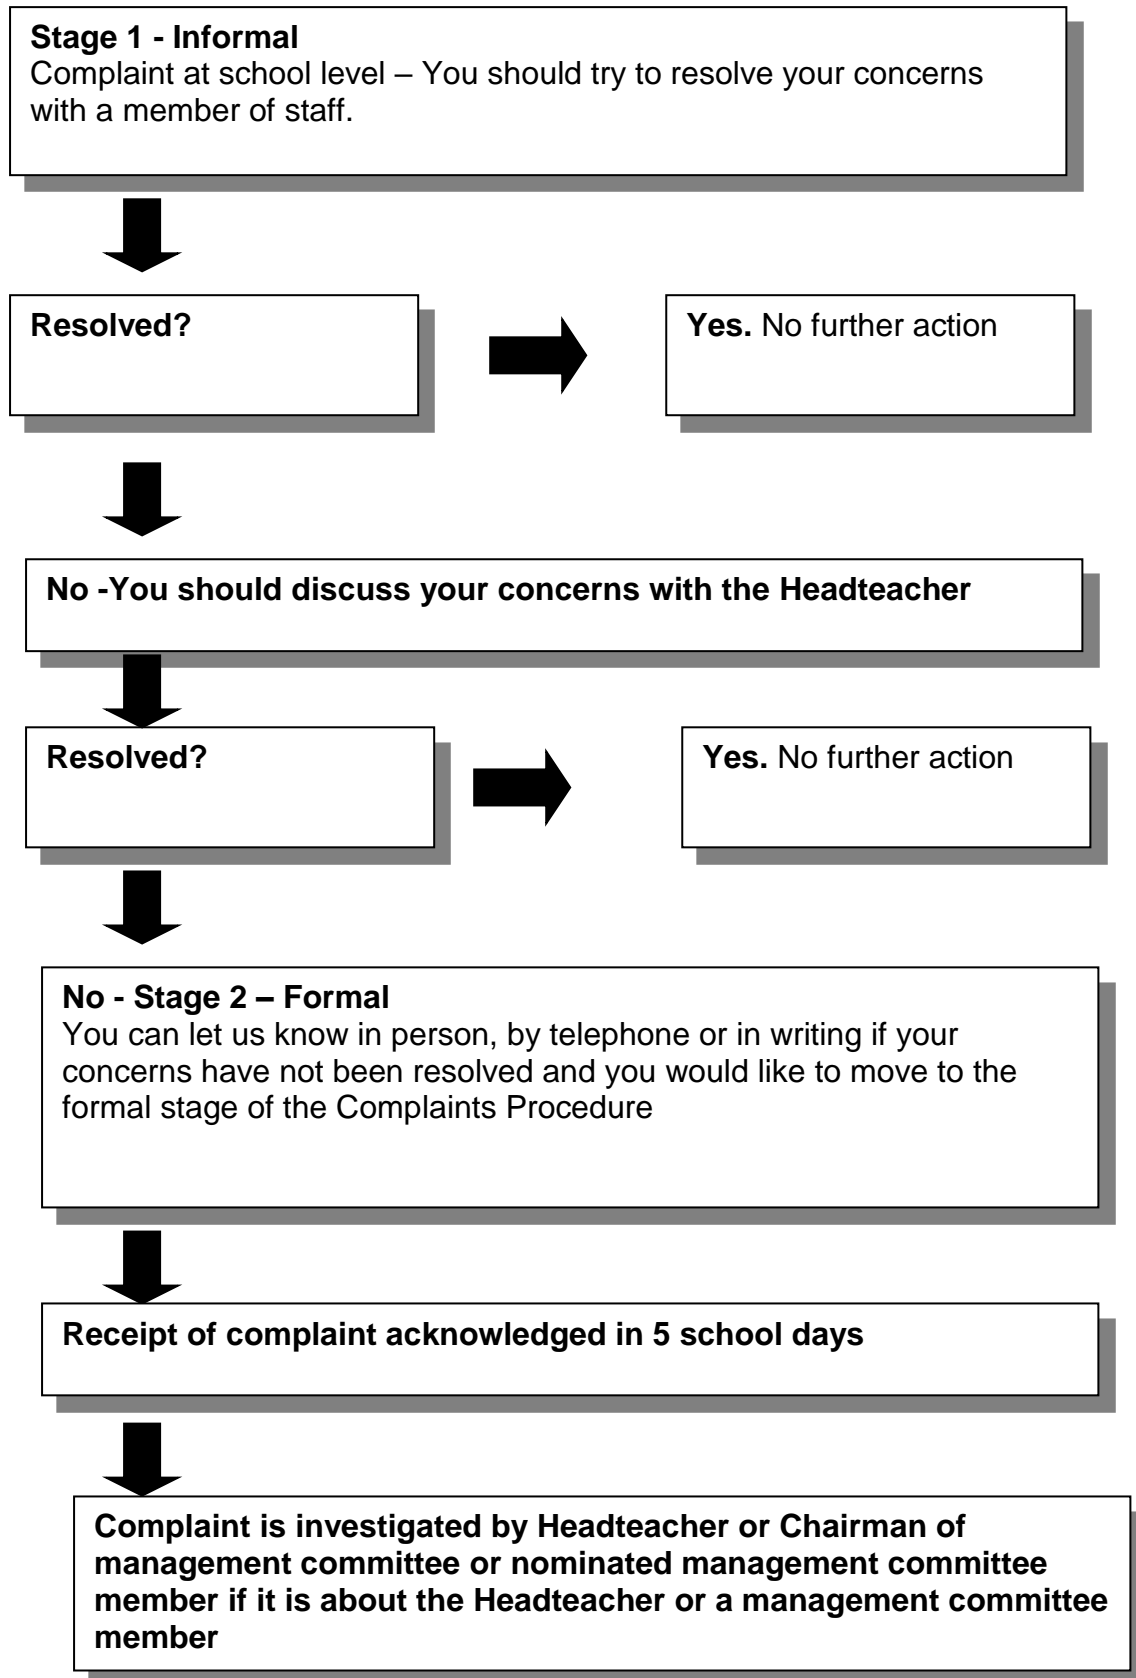 Stage 1 - Informal
Complaint at school level – You should try to resolve your concerns
with a member of staff.
Resolved?
Yes. No further action
No -You should discuss your concerns with the Headteacher
Resolved?
Yes. No further action
No - Stage 2 – Formal
You can let us know in person, by telephone or in writing if your
concerns have not been resolved and you would like to move to the
formal stage of the Complaints Procedure
Receipt of complaint acknowledged in 5 school days
Complaint is investigated by Headteacher or Chairman of
management committee or nominated management committee
member if it is about the Headteacher or a management committee
member